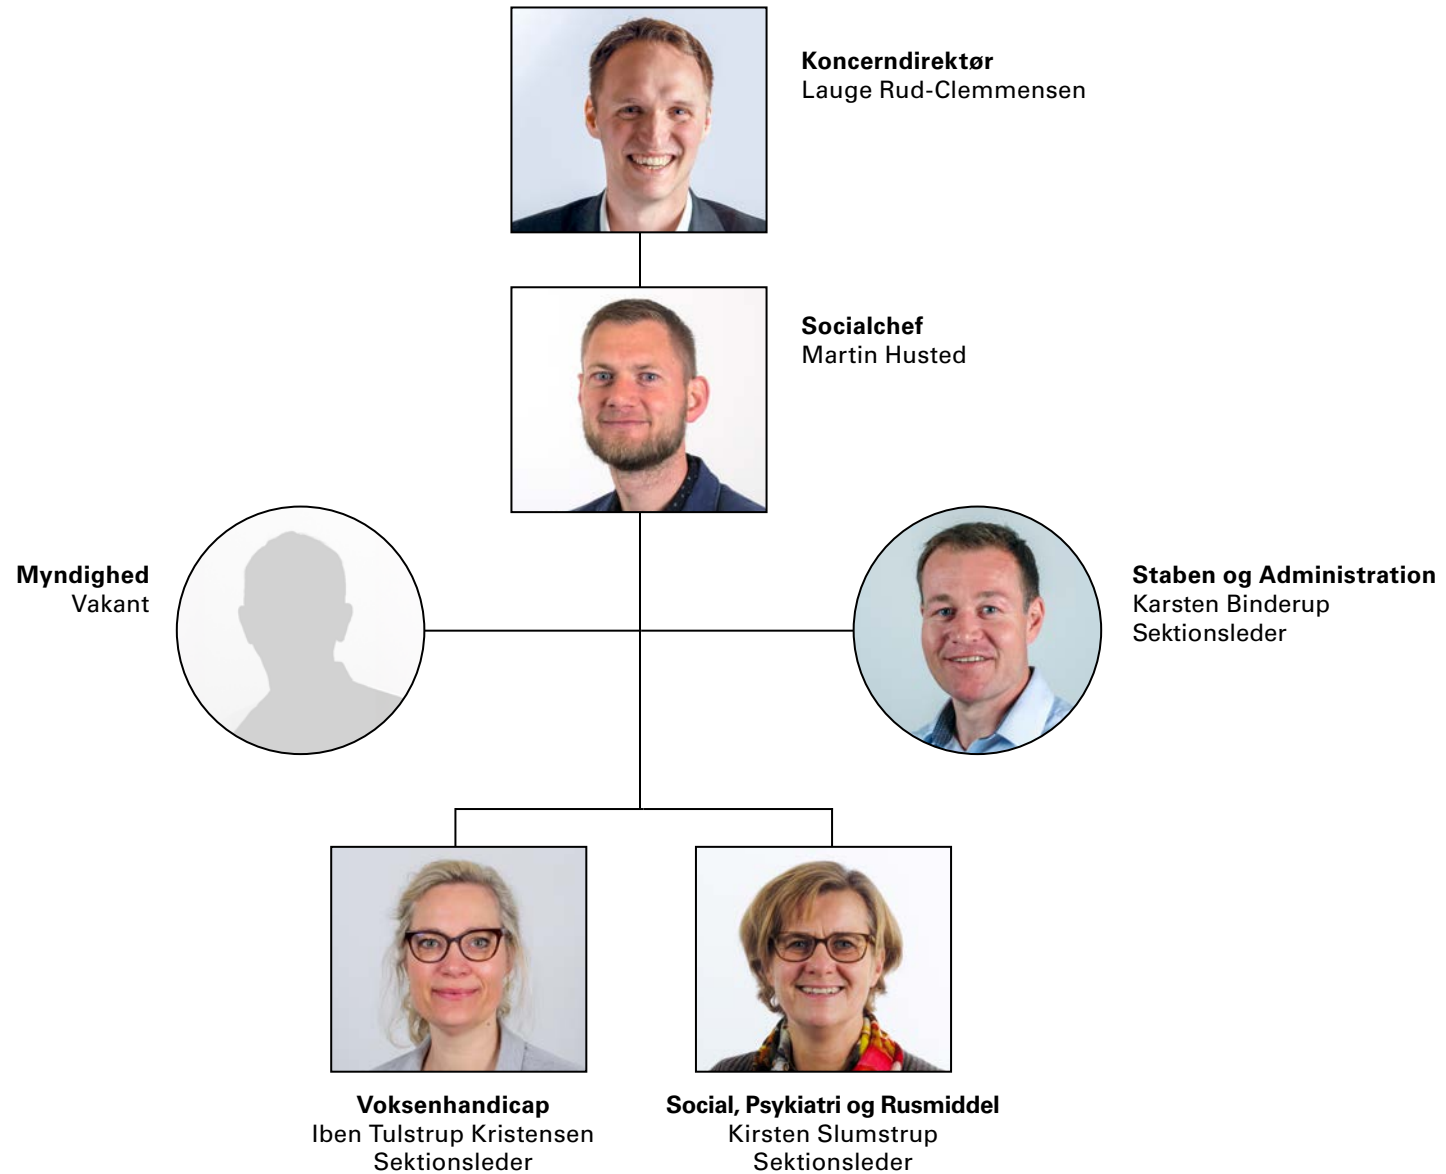 Koncerndirektør
Lauge Rud-Clemmensen
Socialchef
Martin Husted
Myndighed
Vakant
Staben og Administration
Karsten Binderup
Sektionsleder
Voksenhandicap
Iben Tulstrup Kristensen
Sektionsleder
Social, Psykiatri og Rusmiddel
Kirsten Slumstrup
Sektionsleder